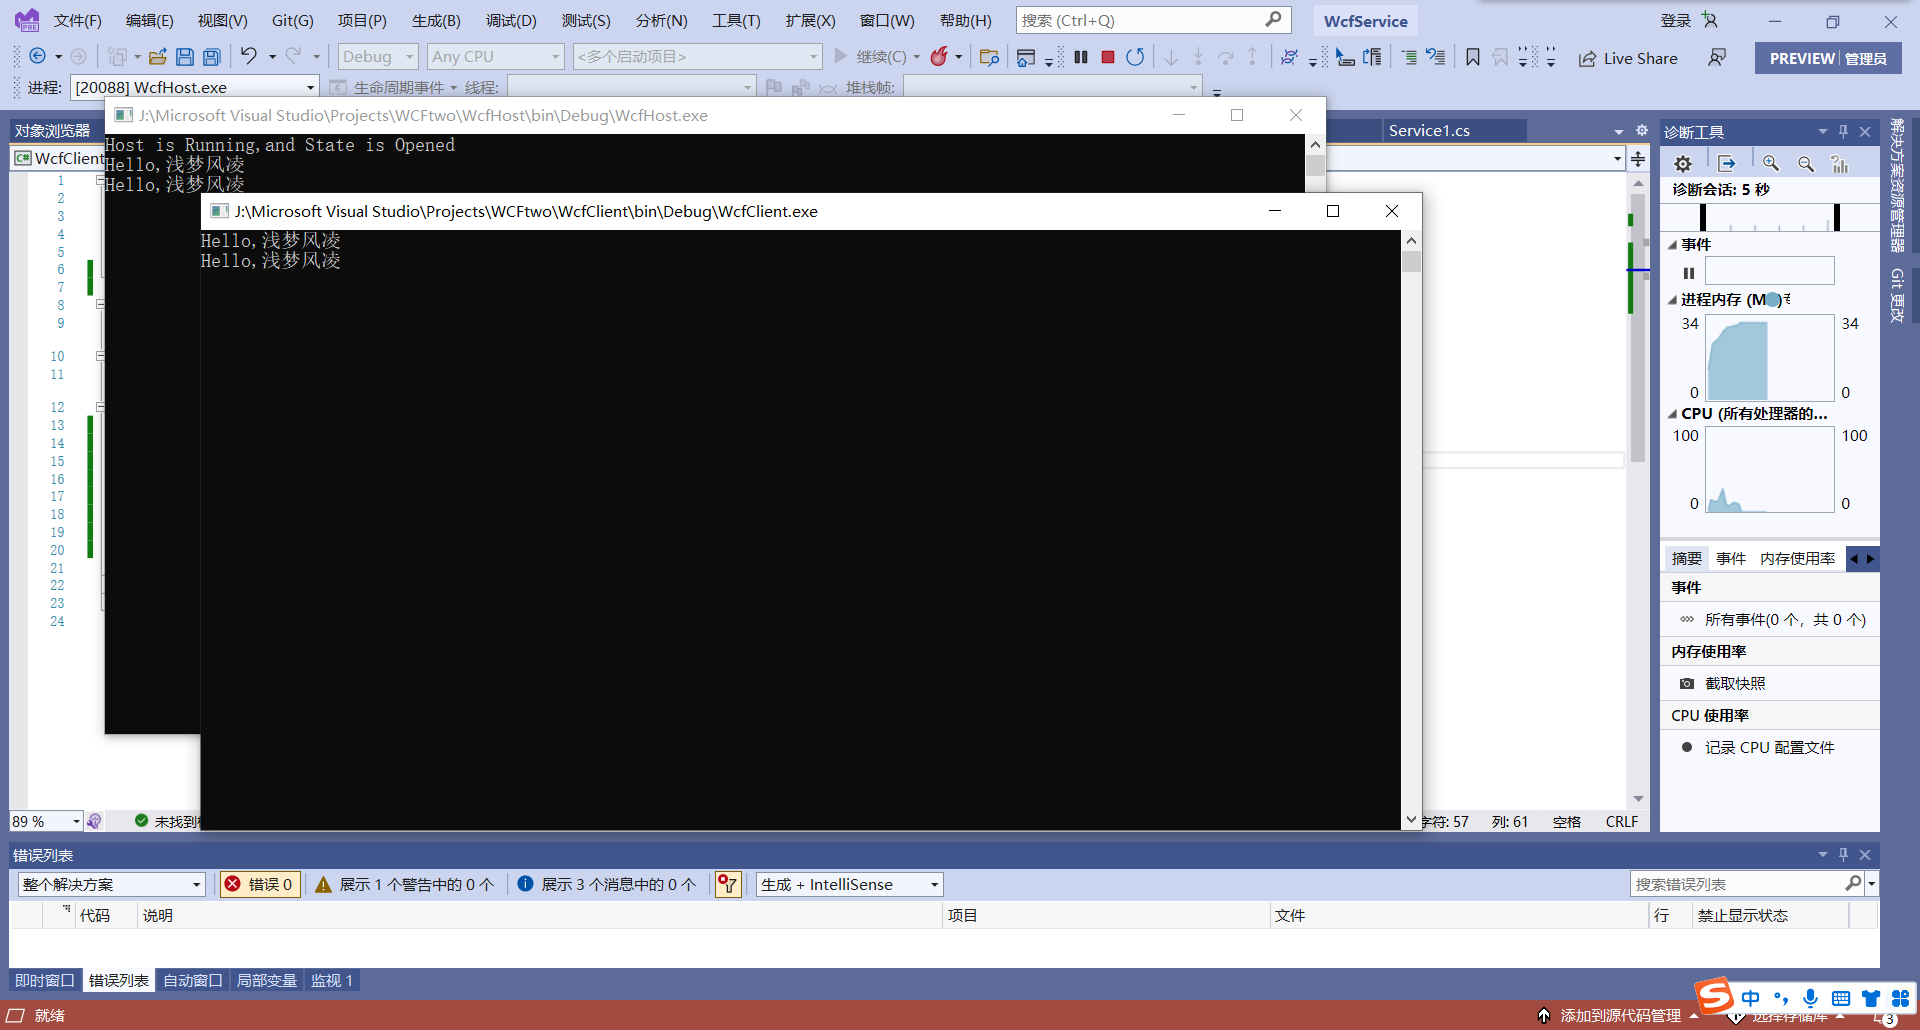 文件(F) 编辑(E) 视图(V) Git(G) 项目(P) 生成(B) 调试(D) 测试(S) 分析(N) 工具(T) 扩展(X) 窗口(W) 帮助(H) 搜索 (Ctrl+Q) WcfService 登录
PRE
Debug Any CPU <多个启动项目> 继续(C) Live Share PREVIEW 管理员
进程: [20088] WcfHost.exe 生命周期事件 线程: 堆栈帧:
J:\Microsoft Visual Studio\Projects\WCFtwo\WcfHost\bin\Debug\WcfHost.exe
Host is Running,and State is Opened
Hello,浅梦风凌
Hello,浅梦风凌
J:\Microsoft Visual Studio\Projects\WCFtwo\WcfClient\bin\Debug\WcfClient.exe
Hello,浅梦风凌
Hello,浅梦风凌
对象浏览器 Service1.cs
C# WcfClient
1
2
3
4
5
6
7
8
9
10
11
12
13
14
15
16
17
18
19
20
21
22
23
24
89 % 未找到 字符: 57 列: 61 空格 CRLF
诊断工具
诊断会话: 5 秒
事件
进程内存 (M
34 34
0 0
CPU (所有处理器的...
100 100
0 0
摘要 事件 内存使用率
事件
所有事件(0 个，共 0 个)
内存使用率
截取快照
CPU 使用率
记录 CPU 配置文件
解决方案资源管理器
Git 更改
错误列表
整个解决方案 错误 0 展示 1 个警告中的 0 个 展示 3 个消息中的 0 个 生成 + IntelliSense 搜索错误列表
代码 说明 项目 文件 行 禁止显示状态
即时窗口 错误列表 自动窗口 局部变量 监视 1
就绪 添加到源代码管理 选择存储库 3
S 中